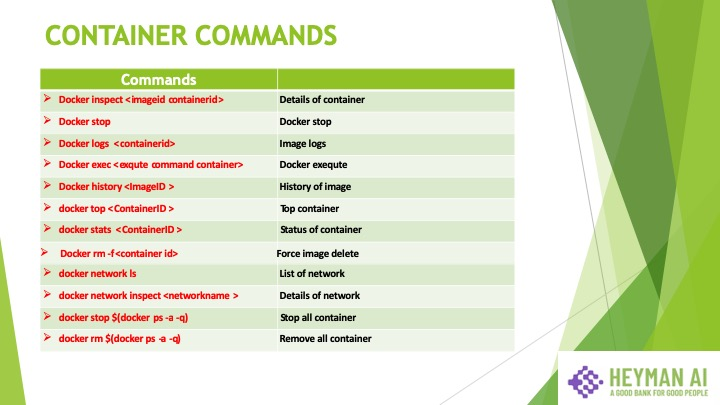 CONTAINER COMMANDS
Commands
Docker inspect <imageid containerid> Details of container
Docker stop Docker stop
Docker logs <containerid> Image logs
Docker exec <exqute command container> Docker exequte
Docker history <ImageID > History of image
docker top <ContainerID > Top container
docker stats <ContainerID > Status of container
Docker rm -f <container id> Force image delete
docker network ls List of network
docker network inspect <networkname > Details of network
docker stop $(docker ps -a -q) Stop all container
docker rm $(docker ps -a -q) Remove all container
HEYMAN AI
A GOOD BANK FOR GOOD PEOPLE